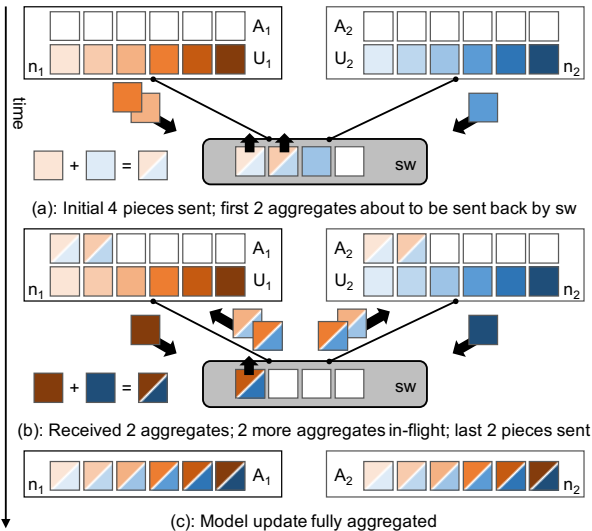 A1 A2
n1 U1 U2 n2
time
+ = sw
(a): Initial 4 pieces sent; first 2 aggregates about to be sent back by sw
A1 A2
n1 U1 U2 n2
+ = sw
(b): Received 2 aggregates; 2 more aggregates in-flight; last 2 pieces sent
n1 A1 A2 n2
(c): Model update fully aggregated